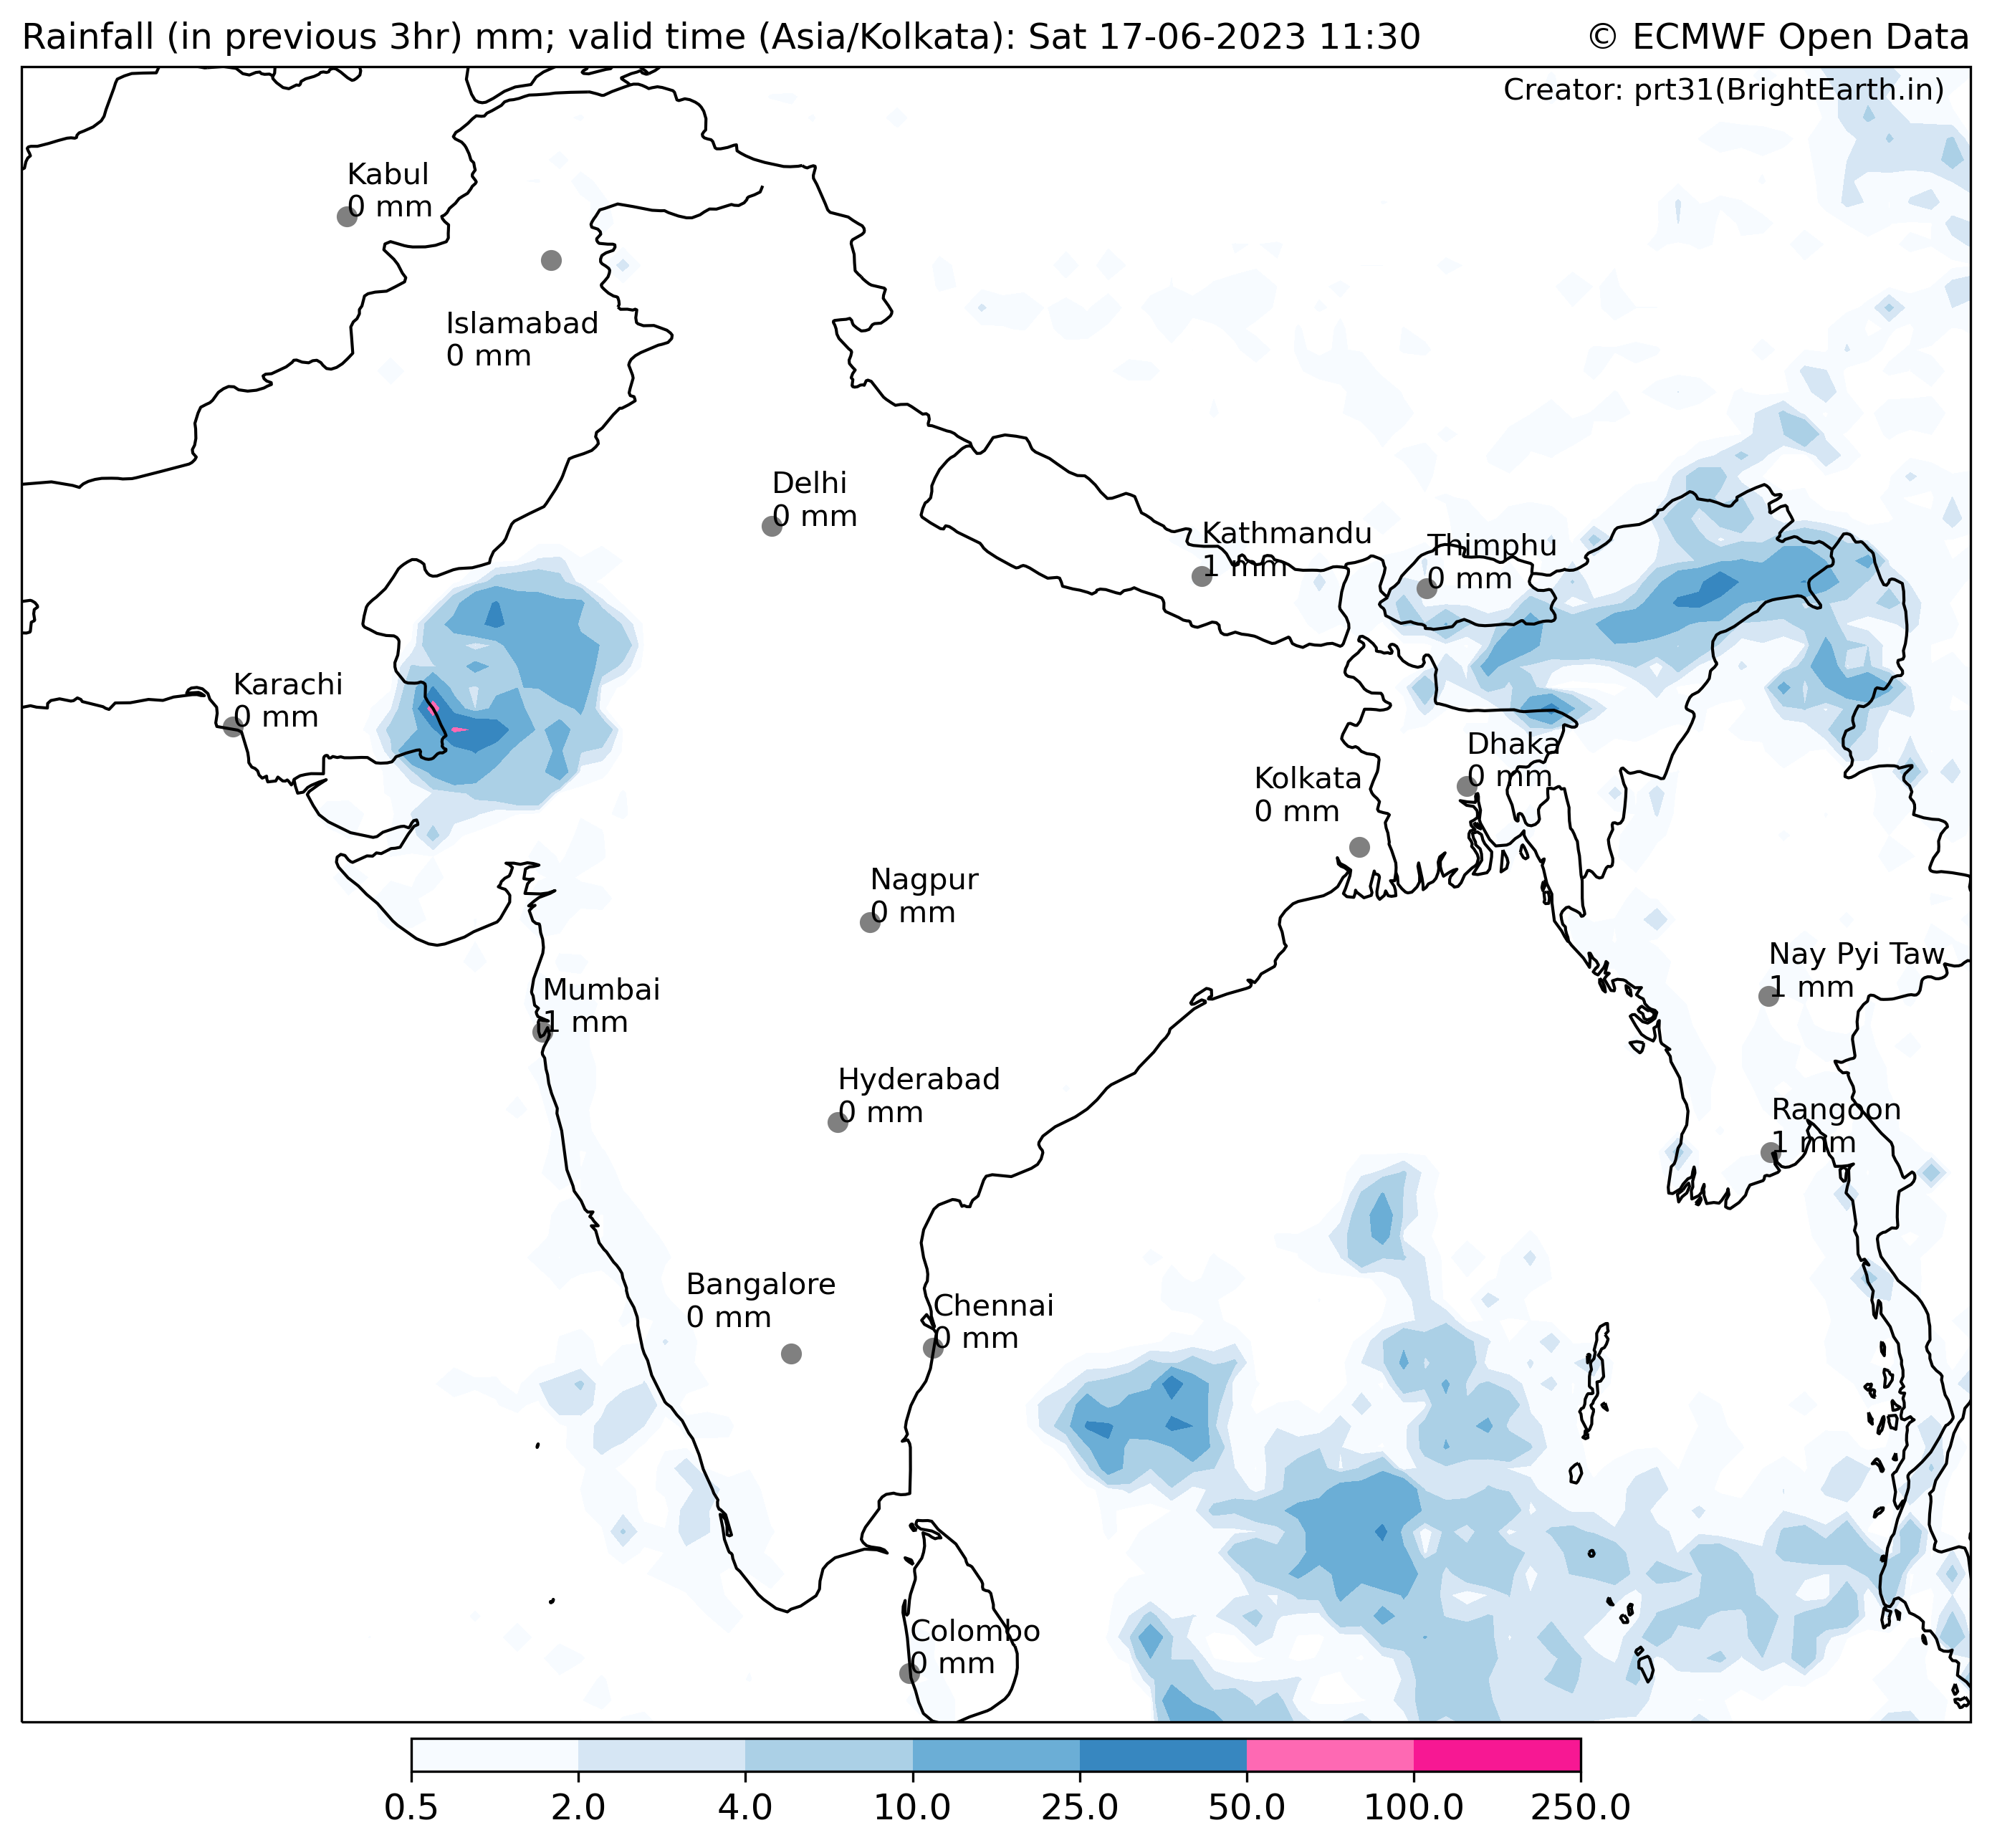 Rainfall (in previous 3hr) mm; valid time (Asia/Kolkata): Sat 17-06-2023 11:30
© ECMWF Open Data
Creator: prt31(BrightEarth.in)
Kabul
0 mm
Islamabad
0 mm
Delhi
0 mm
Kathmandu
1 mm
Thimphu
0 mm
Karachi
0 mm
Dhaka
0 mm
Kolkata
0 mm
Nagpur
0 mm
Nay Pyi Taw
1 mm
Mumbai
1 mm
Hyderabad
0 mm
Rangoon
1 mm
Bangalore
0 mm
Chennai
0 mm
Colombo
0 mm
0.5 2.0 4.0 10.0 25.0 50.0 100.0 250.0